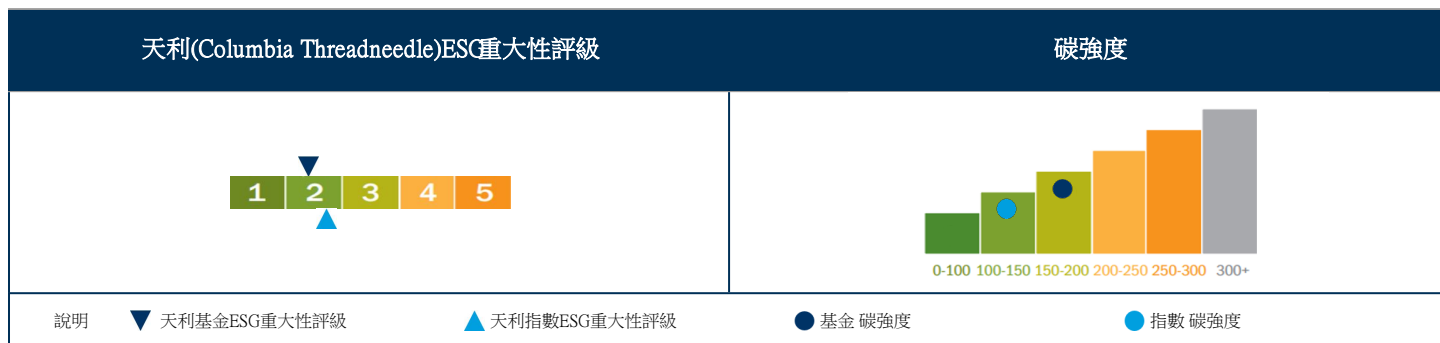 天利(Columbia Threadneedle)ESG重大性評級
碳強度
1 2 3 4 5
0-100 100-150 150-200 200-250 250-300 300+
說明 天利基金ESG重大性評級 天利指數ESG重大性評級 基金 碳強度 指數 碳強度